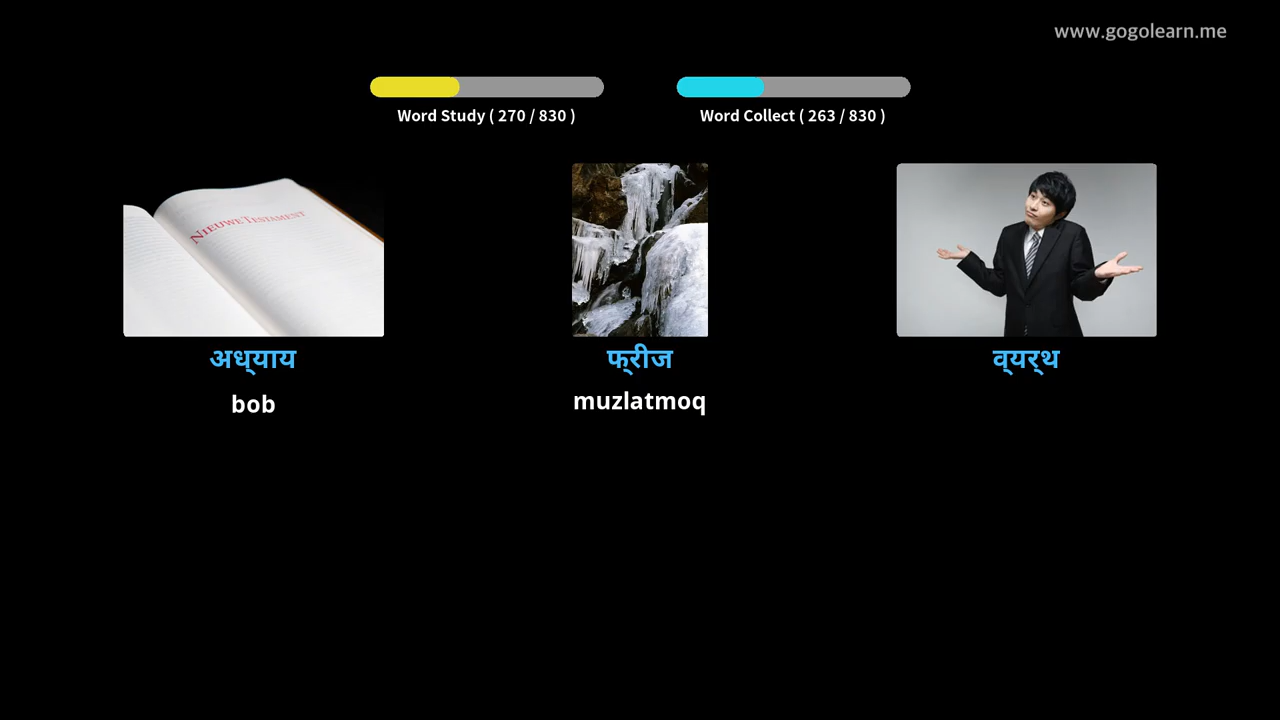 www.gogolearn.me
Word Study ( 270 / 830 )
Word Collect ( 263 / 830 )
NIEUWE TESTAMENT
अध्याय
फ्रीज
व्यर्थ
bob
muzlatmoq